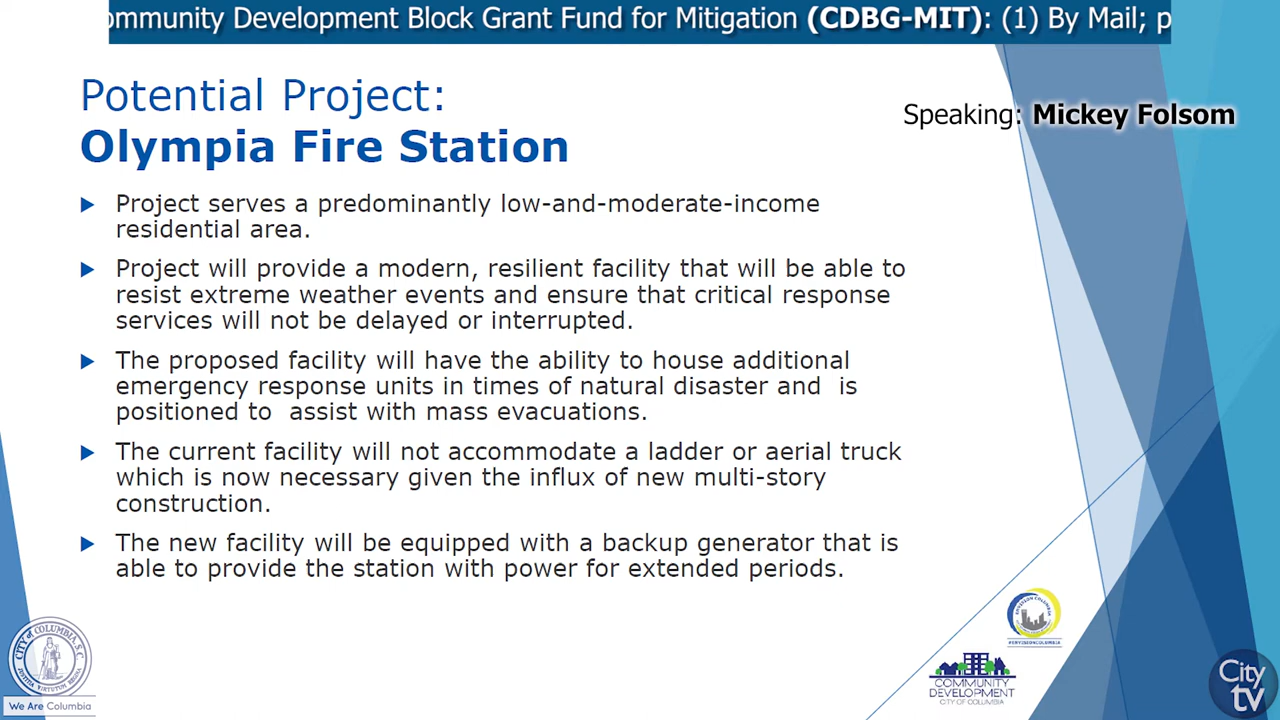 ommunity Development Block Grant Fund for Mitigation (CDBG-MIT): (1) By Mail; p
Potential Project:
Olympia Fire Station
Speaking: Mickey Folsom
Project serves a predominantly low-and-moderate-income
residential area.
Project will provide a modern, resilient facility that will be able to
resist extreme weather events and ensure that critical response
services will not be delayed or interrupted.
The proposed facility will have the ability to house additional
emergency response units in times of natural disaster and  is
positioned to  assist with mass evacuations.
The current facility will not accommodate a ladder or aerial truck
which is now necessary given the influx of new multi-story
construction.
The new facility will be equipped with a backup generator that is
able to provide the station with power for extended periods.
CITY OF COLUMBIA, S.C.
We Are Columbia
COMMUNITY
DEVELOPMENT
CITY OF COLUMBIA
City
tv